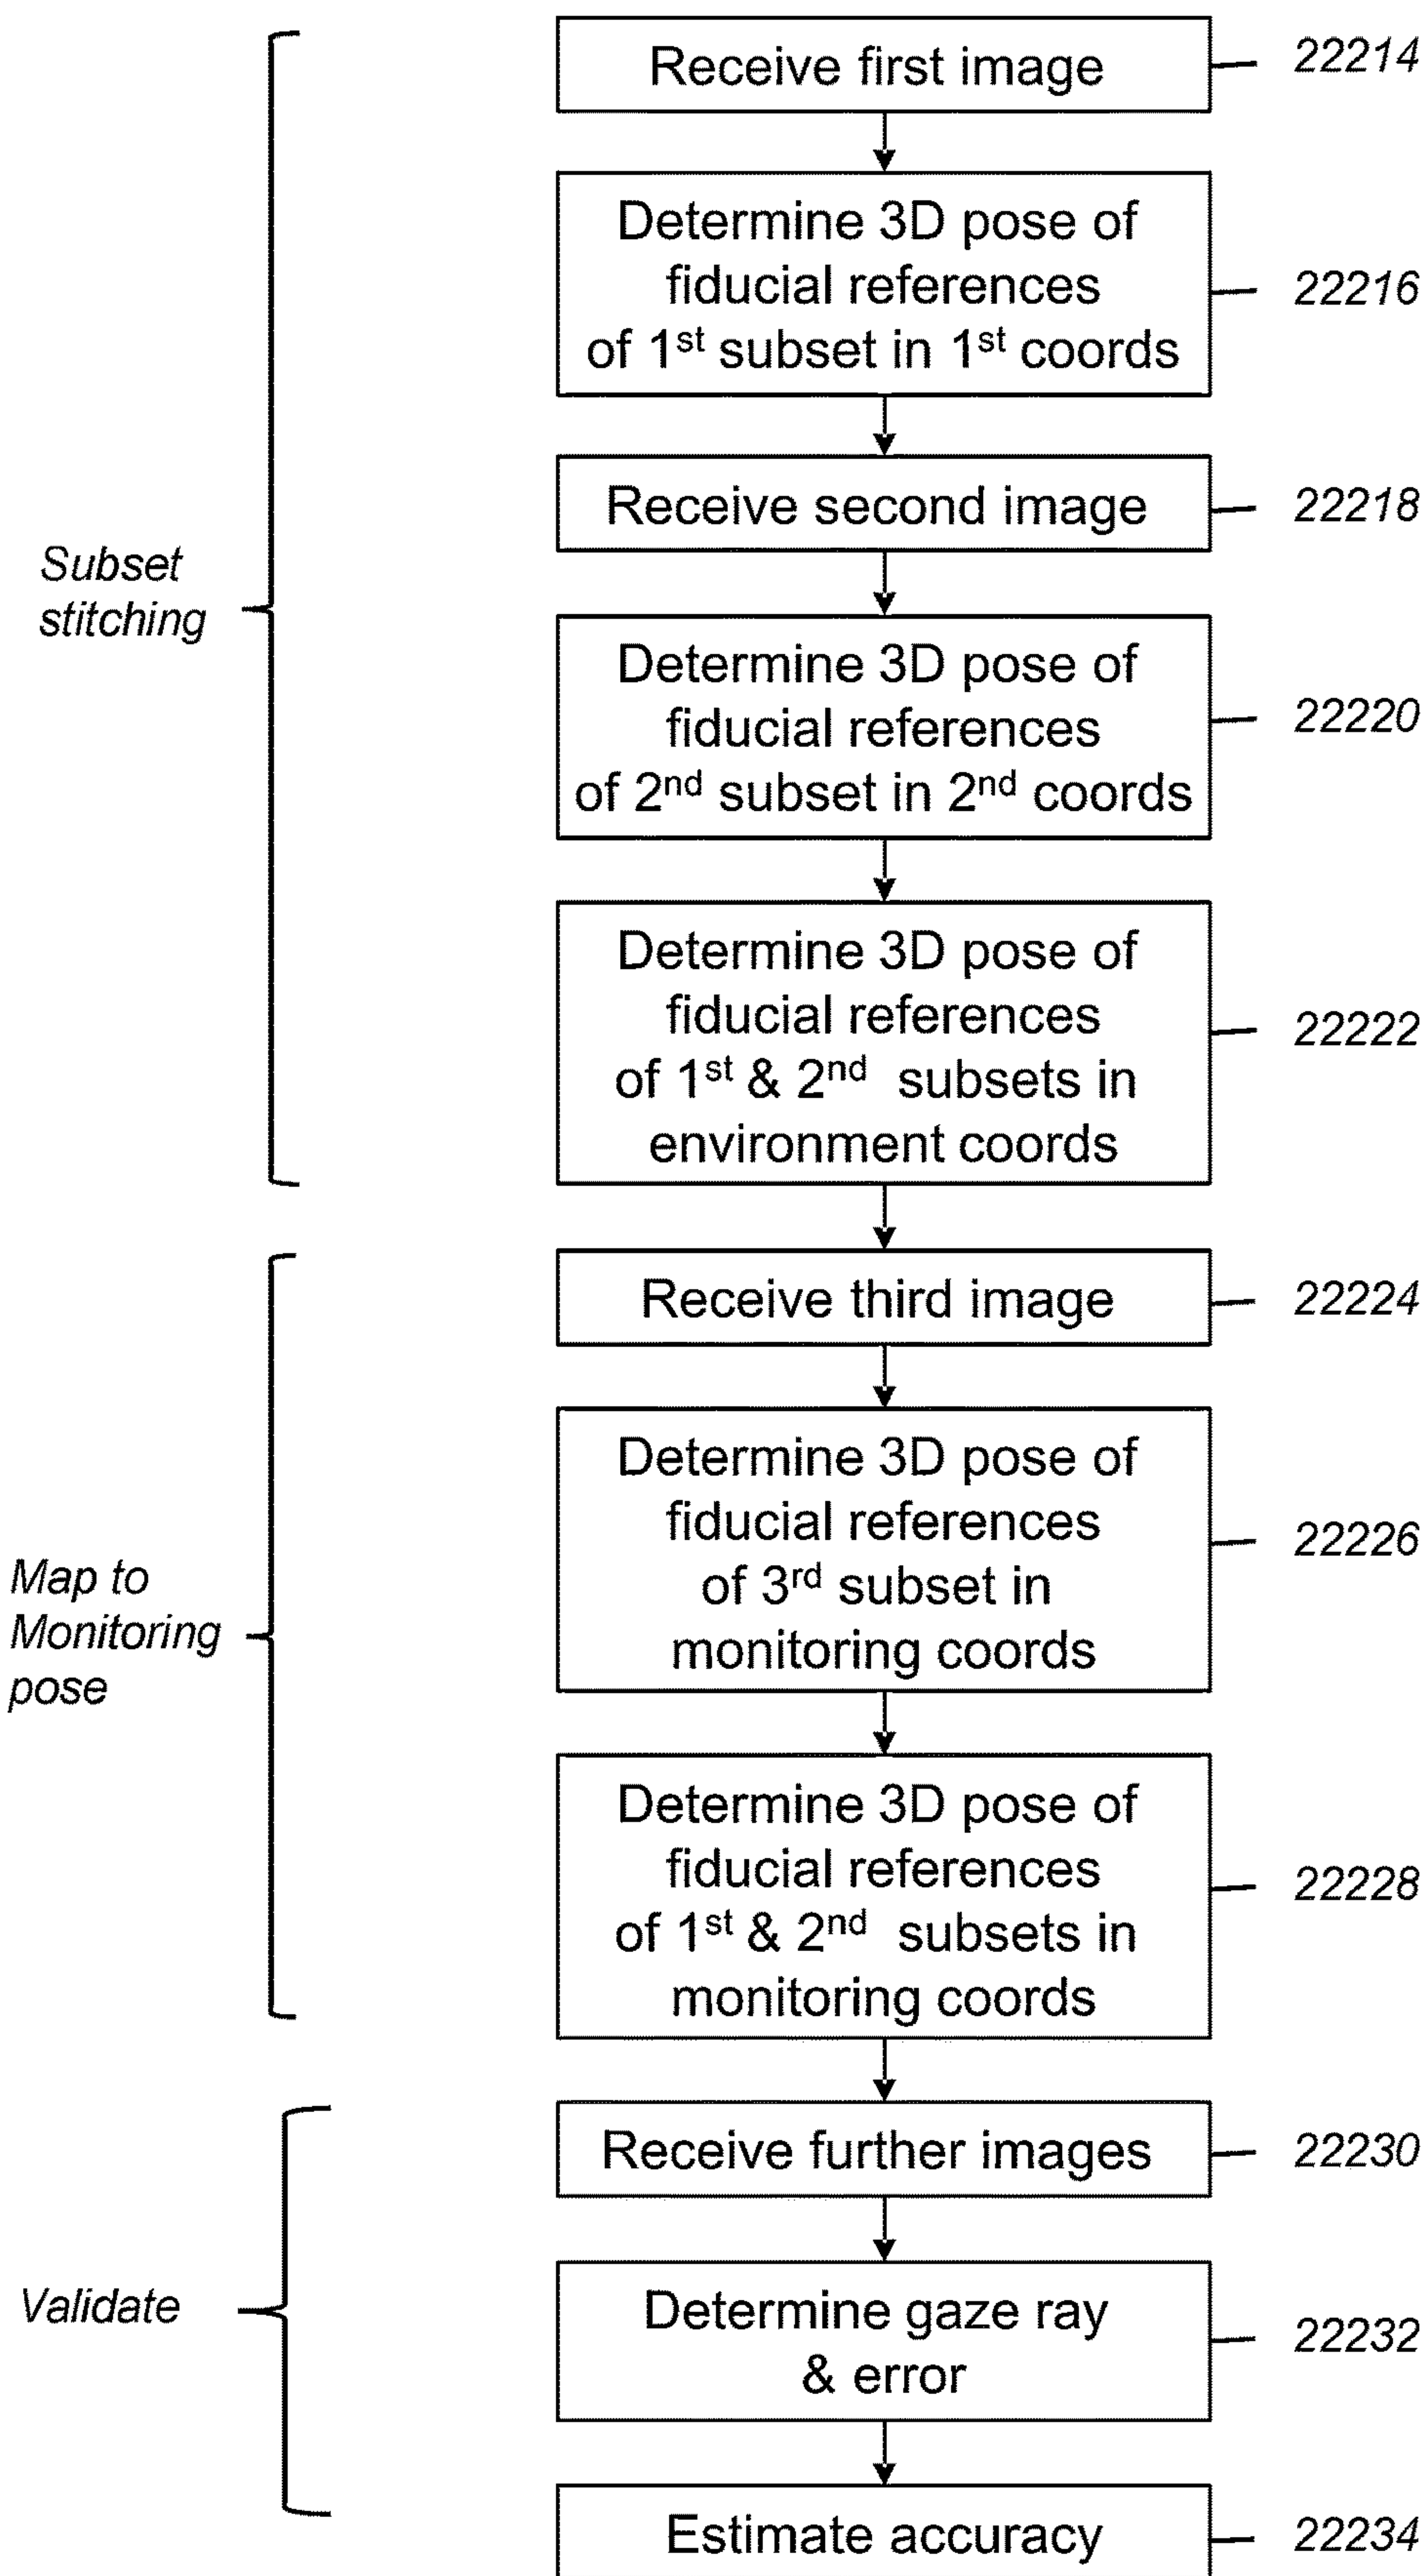 Receive first image
22214
Determine 3D pose of
fiducial references
of 1st subset in 1st coords
22216
Receive second image
22218
Subset
stitching
Determine 3D pose of
fiducial references
of 2nd subset in 2nd coords
22220
Determine 3D pose of
fiducial references
of 1st & 2nd subsets in
environment coords
22222
Receive third image
22224
Map to
Monitoring
pose
Determine 3D pose of
fiducial references
of 3rd subset in
monitoring coords
22226
Determine 3D pose of
fiducial references
of 1st & 2nd subsets in
monitoring coords
22228
Receive further images
22230
Validate
Determine gaze ray
& error
22232
Estimate accuracy
22234